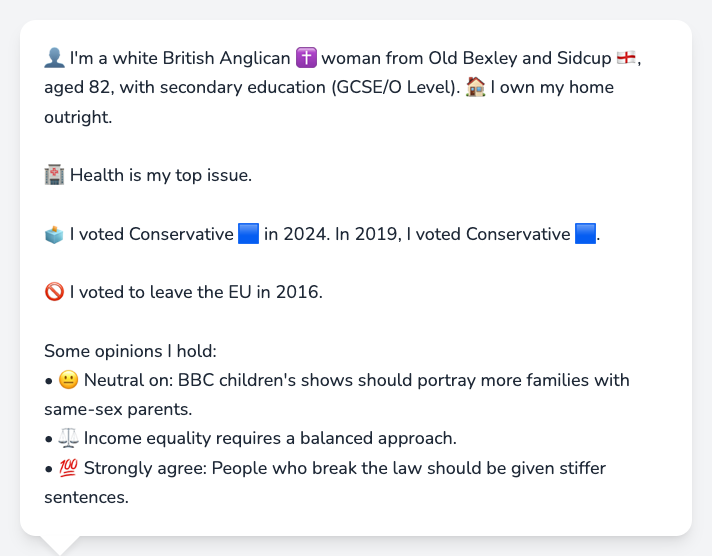 👤 I'm a white British Anglican ✝️ woman from Old Bexley and Sidcup 🏴󠁧󠁢󠁥󠁮󠁧󠁿,
aged 82, with secondary education (GCSE/O Level). 🏠 I own my home
outright.
🏥 Health is my top issue.
🗳️ I voted Conservative 🟦 in 2024. In 2019, I voted Conservative 🟦.
🚫 I voted to leave the EU in 2016.
Some opinions I hold:
• 😐 Neutral on: BBC children's shows should portray more families with
same-sex parents.
• ⚖️ Income equality requires a balanced approach.
• 💯 Strongly agree: People who break the law should be given stiffer
sentences.